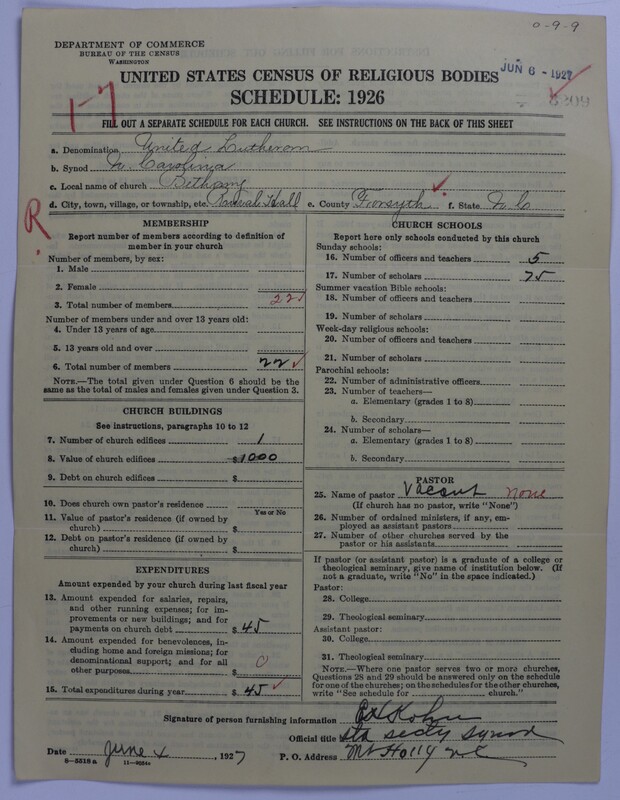 0-9-9
DEPARTMENT OF COMMERCE
BUREAU OF THE CENSUS
WASHINGTON
JUN 6 - 1927
UNITED STATES CENSUS OF RELIGIOUS BODIES
SCHEDULE: 1926
1-7
FILL OUT A SEPARATE SCHEDULE FOR EACH CHURCH. SEE INSTRUCTIONS ON THE BACK OF THIS SHEET
a. Denomination United Lutheran
b. Synod N. Carolina
c. Local name of church Bethany
d. City, town, village, or township, etc. Rural Hall e. County Forsyth f. State N C
R
MEMBERSHIP
Report number of members according to definition of
member in your church
Number of members, by sex:
1. Male
2. Female
3. Total number of members 22
Number of members under and over 13 years old:
4. Under 13 years of age
5. 13 years old and over
6. Total number of members 22
NOTE.—The total given under Question 6 should be
same as the total of males and females given under Question 3.
CHURCH BUILDINGS
See instructions, paragraphs 10 to 12
7. Number of church edifices 1
8. Value of church edifices $1000
9. Debt on church edifices $
10. Does church own pastor's residence
Yes or No
11. Value of pastor's residence (if owned by
church) $
12. Debt on pastor's residence (if owned by
church) $
EXPENDITURES
Amount expended by your church during last fiscal year
13. Amount expended for salaries, repairs,
and other running expenses; for im-
provements or new buildings; and for
payments on church debt $ 45
14. Amount expended for benevolences, in-
cluding home and foreign missions; for
denominational support; and for all
other purposes $ 0
15. Total expenditures during year $ 45
CHURCH SCHOOLS
Report here only schools conducted by this church
Sunday schools:
16. Number of officers and teachers 5
17. Number of scholars 75
Summer vacation Bible schools:
18. Number of officers and teachers
19. Number of scholars
Week-day religious schools:
20. Number of officers and teachers
21. Number of scholars
Parochial schools:
22. Number of administrative officers
23. Number of teachers—
a. Elementary (grades 1 to 8)
b. Secondary
24. Number of scholars—
a. Elementary (grades 1 to 8)
b. Secondary
PASTOR
25. Name of pastor Vacant none
(If church has no pastor, write "None")
26. Number of ordained ministers, if any, em-
ployed as assistant pastors
27. Number of other churches served by the
pastor or his assistants
If pastor (or assistant pastor) is a graduate of a college or
theological seminary, give name of institution below. (If
not a graduate, write "No" in the space indicated.)
Pastor:
28. College
29. Theological seminary
Assistant pastor:
30. College
31. Theological seminary
NOTE.—Where one pastor serves two or more churches,
Questions 28 and 29 should be answered only on the schedule
for one of the churches; on the schedules for the other churches,
write "See schedule for church."
Signature of person furnishing information Kohn
Official title sta secty Synod
Date June 4, 1927 P. O. Address Mt Holly N C
8-5318 a